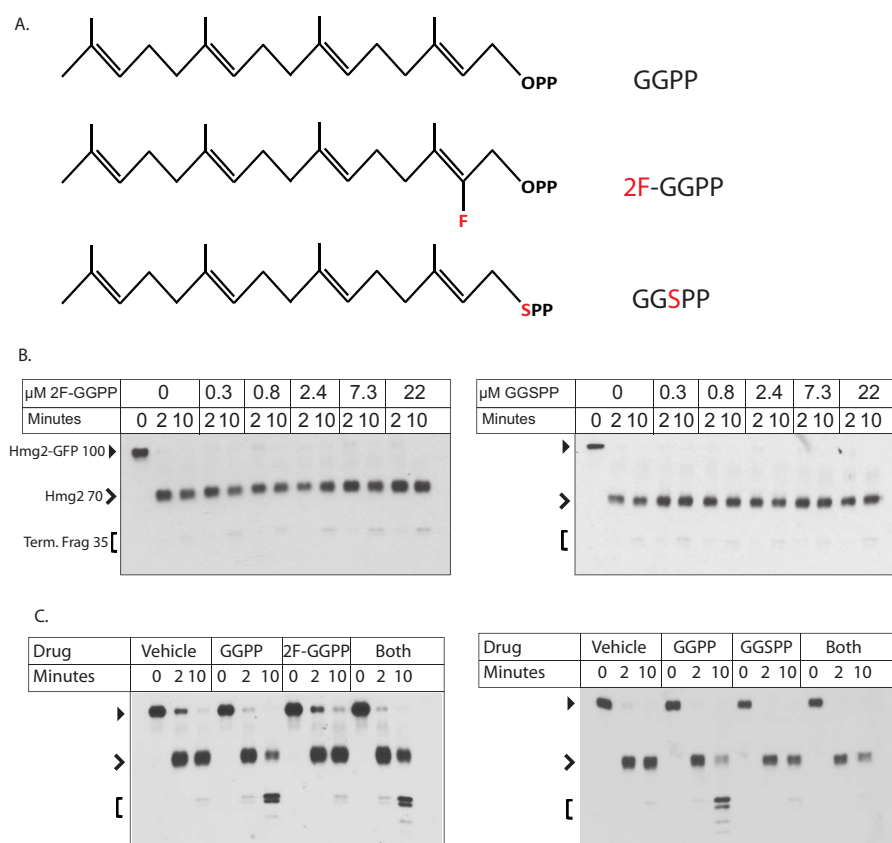 A.
OPP GGPP
F
OPP 2F-GGPP
SPP GGSPP
B.
µM 2F-GGPP 0 0.3 0.8 2.4 7.3 22
Minutes 0 2 10 2 10 2 10 2 10 2 10 2 10
Hmg2-GFP 100
Hmg2 70
Term. Frag 35
µM GGSPP 0 0.3 0.8 2.4 7.3 22
Minutes 0 2 10 2 10 2 10 2 10 2 10 2 10
C.
Drug Vehicle GGPP 2F-GGPP Both
Minutes 0 2 10 0 2 10 0 2 10 0 2 10
Drug Vehicle GGPP GGSPP Both
Minutes 0 2 10 0 2 10 0 2 10 0 2 10